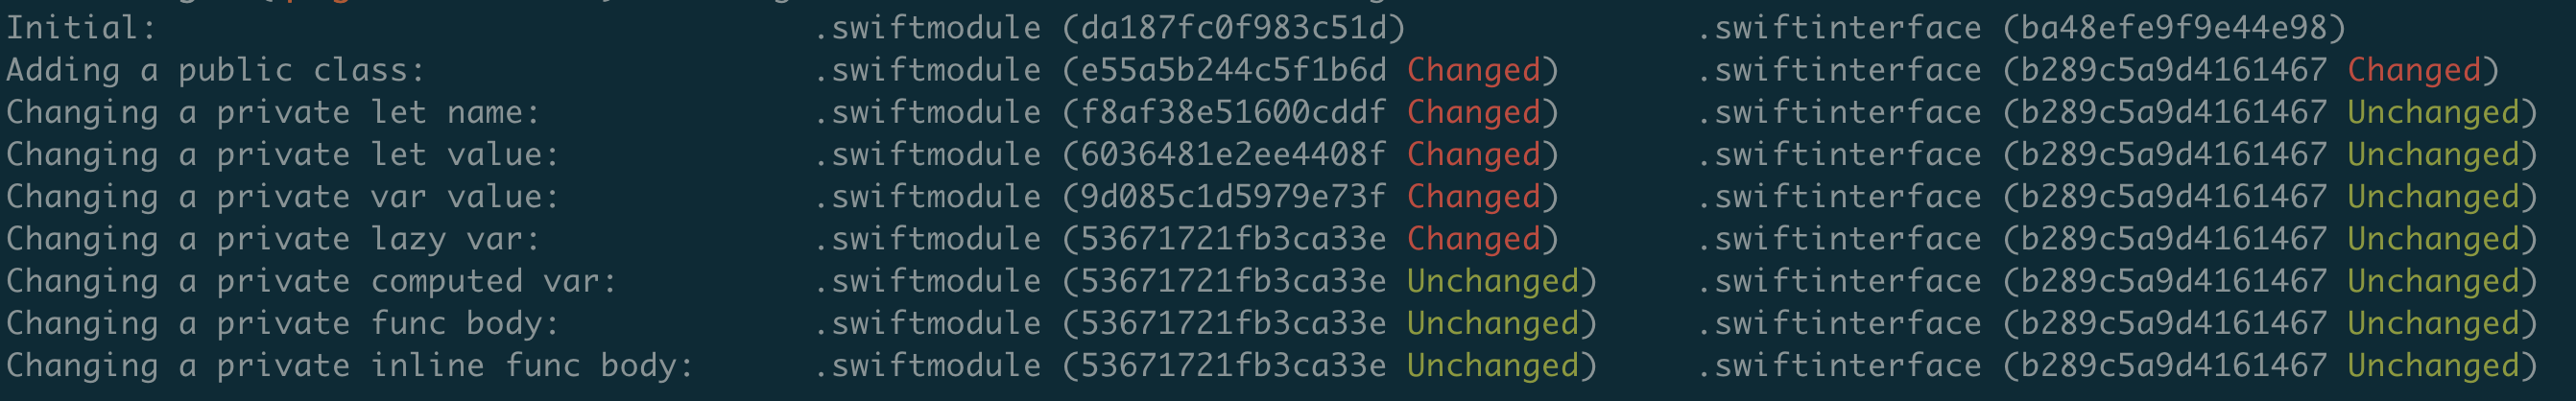 Initial: .swiftmodule (da187fc0f983c51d) .swiftinterface (ba48efe9f9e44e98)
Adding a public class: .swiftmodule (e55a5b244c5f1b6d Changed) .swiftinterface (b289c5a9d4161467 Changed)
Changing a private let name: .swiftmodule (f8af38e51600cddf Changed) .swiftinterface (b289c5a9d4161467 Unchanged)
Changing a private let value: .swiftmodule (6036481e2ee4408f Changed) .swiftinterface (b289c5a9d4161467 Unchanged)
Changing a private var value: .swiftmodule (9d085c1d5979e73f Changed) .swiftinterface (b289c5a9d4161467 Unchanged)
Changing a private lazy var: .swiftmodule (53671721fb3ca33e Changed) .swiftinterface (b289c5a9d4161467 Unchanged)
Changing a private computed var: .swiftmodule (53671721fb3ca33e Unchanged) .swiftinterface (b289c5a9d4161467 Unchanged)
Changing a private func body: .swiftmodule (53671721fb3ca33e Unchanged) .swiftinterface (b289c5a9d4161467 Unchanged)
Changing a private inline func body: .swiftmodule (53671721fb3ca33e Unchanged) .swiftinterface (b289c5a9d4161467 Unchanged)